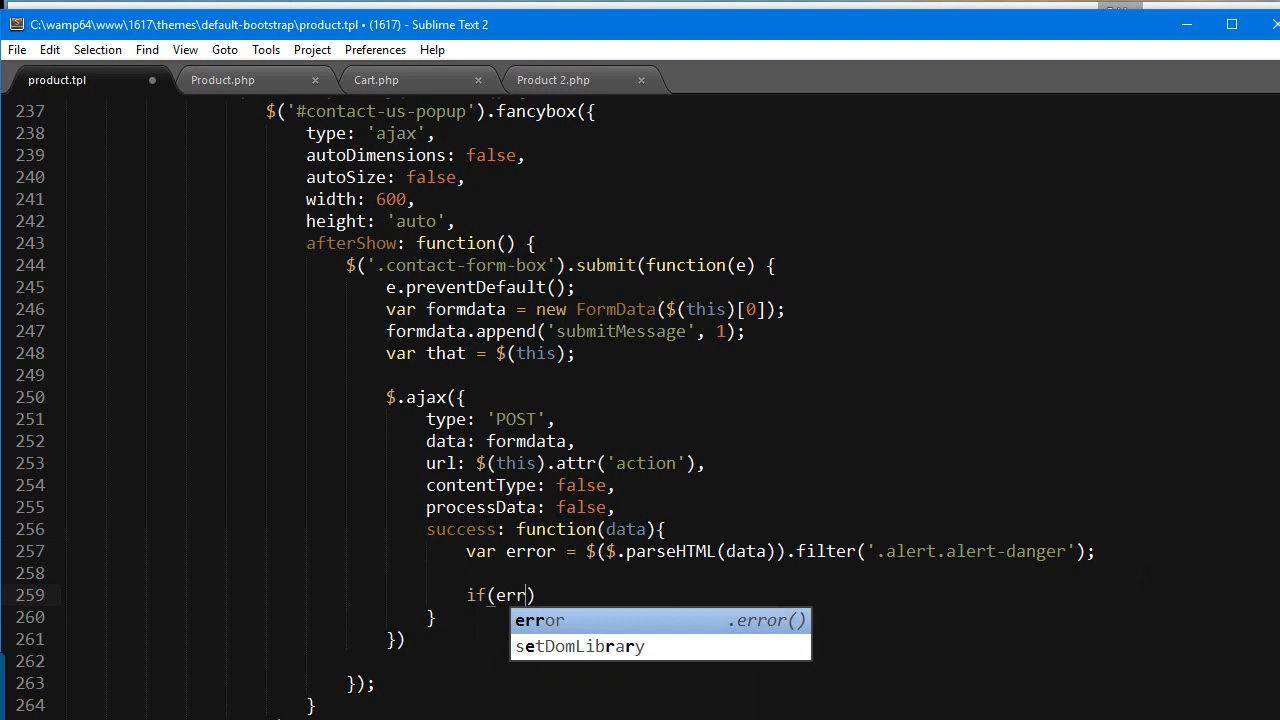 C:\wamp64\www\1617\themes\default-bootstrap\product.tpl • (1617) - Sublime Text 2
File Edit Selection Find View Goto Tools Project Preferences Help
product.tpl Product.php × Cart.php × Product 2.php ×
237 $('#contact-us-popup').fancybox({
238 type: 'ajax',
239 autoDimensions: false,
240 autoSize: false,
241 width: 600,
242 height: 'auto',
243 afterShow: function() {
244 $('.contact-form-box').submit(function(e) {
245 e.preventDefault();
246 var formdata = new FormData($(this)[0]);
247 formdata.append('submitMessage', 1);
248 var that = $(this);
249
250 $.ajax({
251 type: 'POST',
252 data: formdata,
253 url: $(this).attr('action'),
254 contentType: false,
255 processData: false,
256 success: function(data){
257 var error = $($.parseHTML(data)).filter('.alert.alert-danger');
258
259 if(err)
error .error()
260 }
setDomLibrary
261 })
262
263 });
264 }